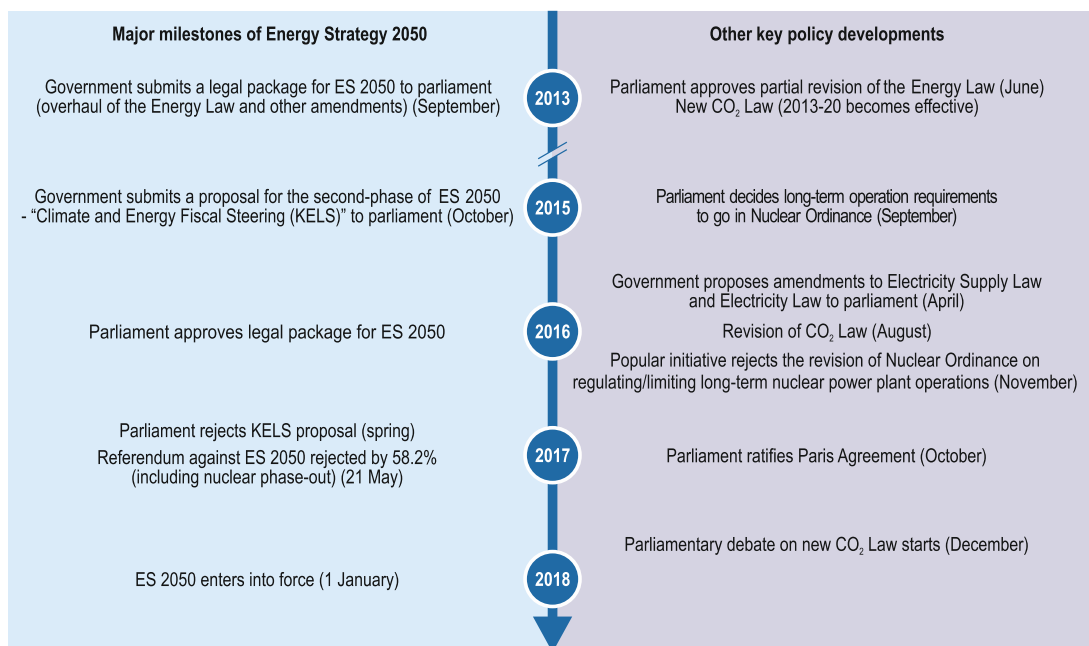 Major milestones of Energy Strategy 2050
Other key policy developments
Government submits a legal package for ES 2050 to parliament
(overhaul of the Energy Law and other amendments) (September)
2013
Parliament approves partial revision of the Energy Law (June)
New CO₂ Law (2013-20 becomes effective)
Government submits a proposal for the second-phase of ES 2050
- “Climate and Energy Fiscal Steering (KELS)” to parliament (October)
2015
Parliament decides long-term operation requirements
to go in Nuclear Ordinance (September)
Parliament approves legal package for ES 2050
2016
Government proposes amendments to Electricity Supply Law
and Electricity Law to parliament (April)
Revision of CO₂ Law (August)
Popular initiative rejects the revision of Nuclear Ordinance on
regulating/limiting long-term nuclear power plant operations (November)
Parliament rejects KELS proposal (spring)
Referendum against ES 2050 rejected by 58.2%
(including nuclear phase-out) (21 May)
2017
Parliament ratifies Paris Agreement (October)
Parliamentary debate on new CO₂ Law starts (December)
ES 2050 enters into force (1 January)
2018